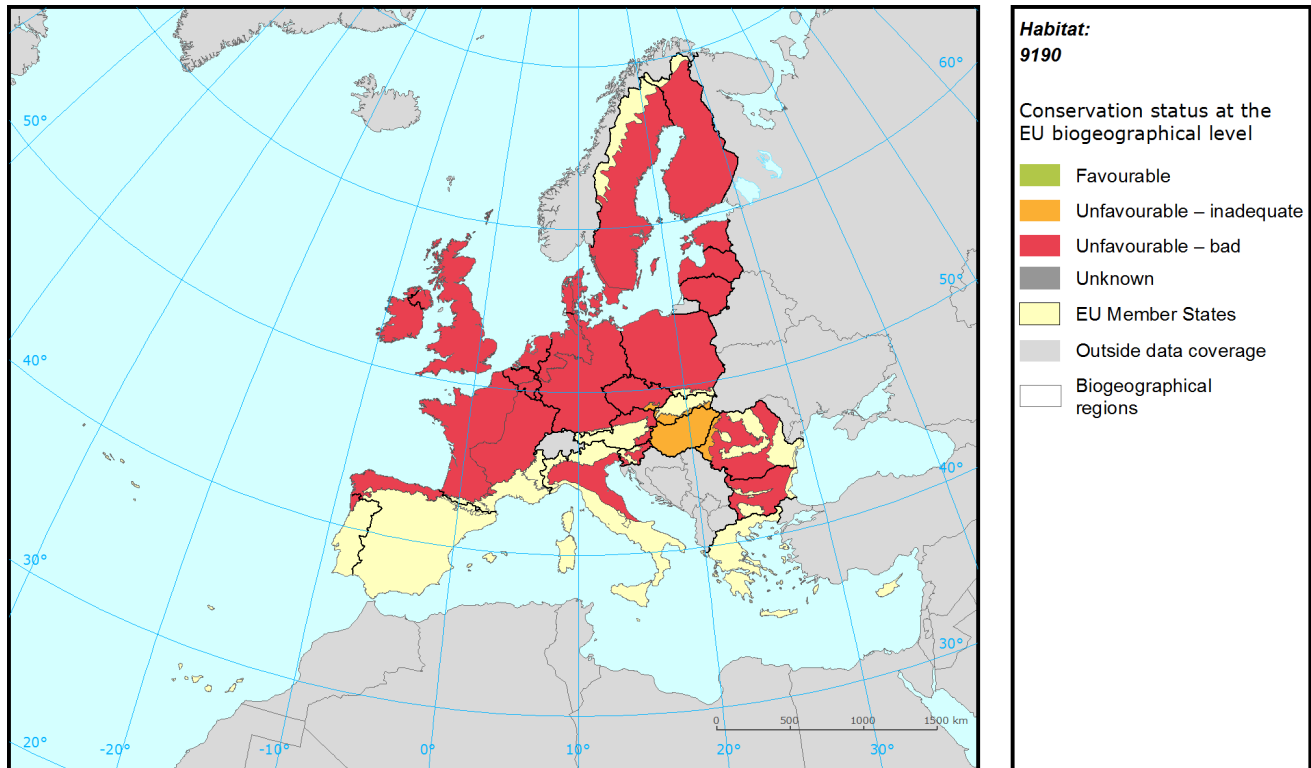 60°
50°
50°
40°
40°
30°
30°
20°
-20°
-10°
0°
10°
20°
30°
0 500 1000 1500 km
Habitat:
9190
Conservation status at the
EU biogeographical level
Favourable
Unfavourable – inadequate
Unfavourable – bad
Unknown
EU Member States
Outside data coverage
Biogeographical
regions